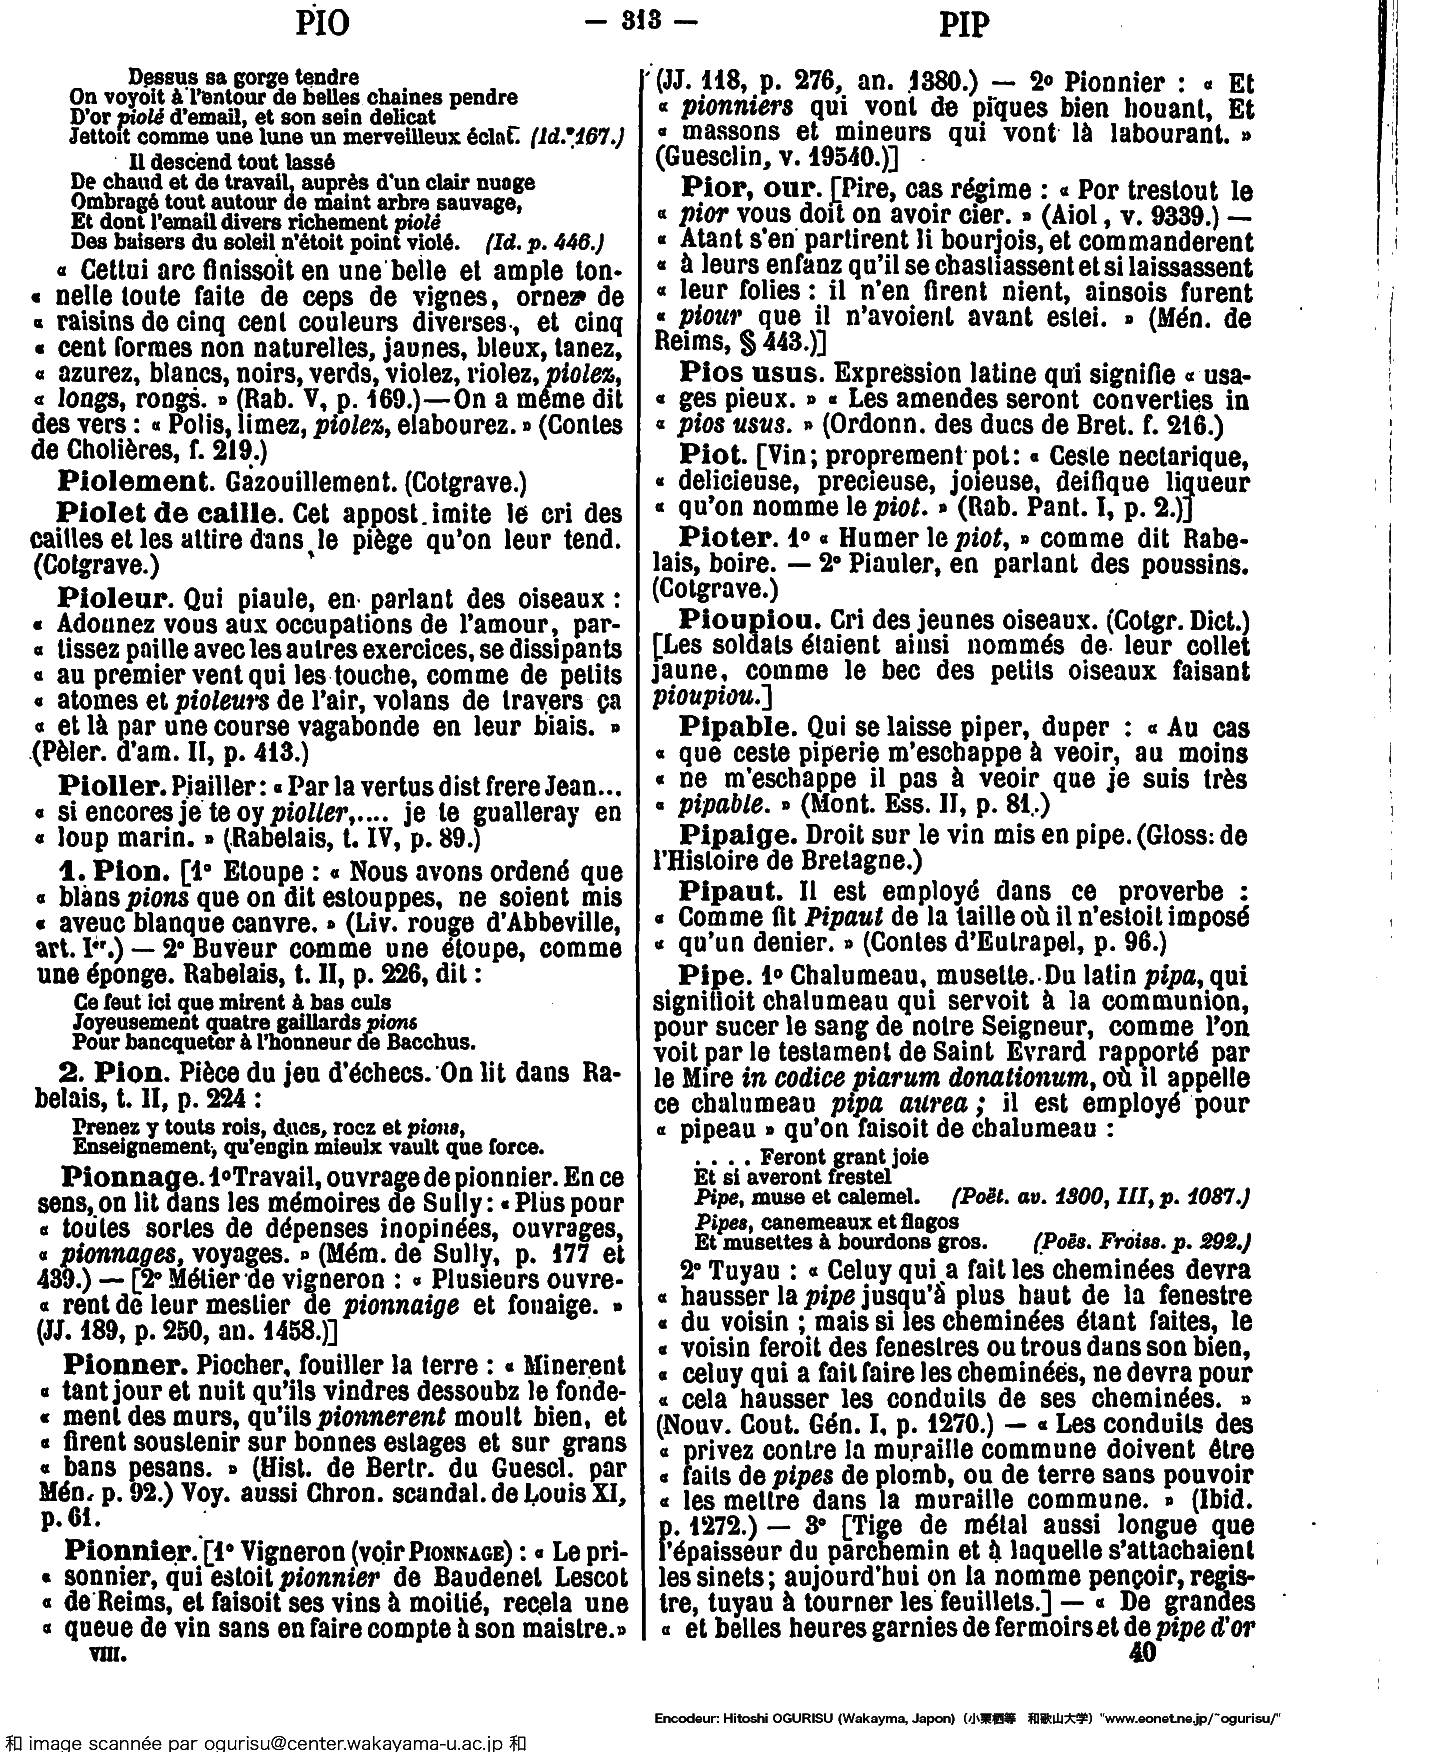 PIO
— 313 —
PIP
Dessus sa gorge tendre
On voyoit à l'entour de belles chaines pendre
D'or piolé d'email, et son sein delicat
Jettoit comme une lune un merveilleux éclat. (Id. 167.)
Il descend tout lassé
De chaud et de travail, auprès d'un clair nuage
Ombragé tout autour de maint arbre sauvage,
Et dont l'email divers richement piolé
Des baisers du soleil n'étoit point violé. (Id. p. 446.)
« Cettui arc finissoit en une belle et ample ton-
« nelle toute faite de ceps de vignes, ornez de
« raisins de cinq cent couleurs diverses, et cinq
« cent formes non naturelles, jaunes, bleux, tanez,
« azurez, blancs, noirs, verds, violez, riolez, piolez,
« longs, rongs. » (Rab. V, p. 169.) — On a même dit
des vers : « Polis, limez, piolez, elabourez. » (Contes
de Cholières, f. 219.)
Piolement. Gazouillement. (Cotgrave.)
Piolet de caille. Cet appost imite le cri des
cailles et les attire dans le piège qu'on leur tend.
(Cotgrave.)
Pioleur. Qui piaule, en parlant des oiseaux :
« Adonnez vous aux occupations de l'amour, par-
« tissez paille avec les autres exercices, se dissipants
« au premier vent qui les touche, comme de petits
« atomes et pioleurs de l'air, volans de travers ça
« et là par une course vagabonde en leur biais. »
(Pèler. d'am. II, p. 413.)
Pioller. Piailler : « Par la vertus dist frere Jean...
« si encores je te oy pioller,.... je te gualleray en
« loup marin. » (Rabelais, t. IV, p. 89.)
1. Pion. [1º Etoupe : « Nous avons ordené que
« blans pions que on dit estouppes, ne soient mis
« aveuc blanque canvre. » (Liv. rouge d'Abbeville,
art. Ier.) — 2º Buveur comme une étoupe, comme
une éponge. Rabelais, t. II, p. 226, dit :
Ce feut ici que mirent à bas culs
Joyeusement quatre gaillards pions
Pour bancqueter à l'honneur de Bacchus.
2. Pion. Pièce du jeu d'échecs. On lit dans Ra-
belais, t. II, p. 224 :
Prenez y touts rois, ducs, rocz et pions,
Enseignement, qu'engin mieulx vault que force.
Pionnage. 1º Travail, ouvrage de pionnier. En ce
sens, on lit dans les mémoires de Sully : « Plus pour
« toutes sortes de dépenses inopinées, ouvrages,
« pionnages, voyages. » (Mém. de Sully, p. 177 et
439.) — [2º Métier de vigneron : « Plusieurs ouvre-
« rent de leur mestier de pionnaige et fouaige. »
(JJ. 189, p. 250, an. 1458.)]
Pionner. Piocher, fouiller la terre : « Minerent
« tant jour et nuit qu'ils vindres dessoubz le fonde-
« ment des murs, qu'ils pionnerent moult bien, et
« firent soustenir sur bonnes estages et sur grans
« bans pesans. » (Hist. de Bertr. du Guescl. par
Mén. p. 92.) Voy. aussi Chron. scandal. de Louis XI,
p. 61.
Pionnier. [1º Vigneron (voir PIONNAGE) : « Le pri-
« sonnier, qui estoit pionnier de Baudenet Lescot
« de Reims, et faisoit ses vins à moitié, recela une
« queue de vin sans en faire compte à son maistre. »
VIII.
(JJ. 118, p. 276, an. 1380.) — 2º Pionnier : « Et
« pionniers qui vont de piques bien houant, Et
« massons et mineurs qui vont là labourant. »
(Guesclin, v. 19540.)]
Pior, our. [Pire, cas régime : « Por trestout le
« pior vous doit on avoir cier. » (Aiol, v. 9339.) —
« Atant s'en partirent li bourjois, et commanderent
« à leurs enfanz qu'il se chastiassent et si laissassent
« leur folies : il n'en firent nient, ainsois furent
« piour que il n'avoient avant estei. » (Mén. de
Reims, § 443.)]
Pios usus. Expression latine qui signifie « usa-
« ges pieux. » « Les amendes seront converties in
« pios usus. » (Ordonn. des ducs de Bret. f. 216.)
Piot. [Vin ; proprement pot : « Ceste nectarique,
« delicieuse, precieuse, joieuse, deifique liqueur
« qu'on nomme le piot. » (Rab. Pant. I, p. 2.)]
Pioter. 1º « Humer le piot, » comme dit Rabe-
lais, boire. — 2º Piauler, en parlant des poussins.
(Cotgrave.)
Pioupiou. Cri des jeunes oiseaux. (Cotgr. Dict.)
[Les soldats étaient ainsi nommés de leur collet
jaune, comme le bec des petits oiseaux faisant
pioupiou.]
Pipable. Qui se laisse piper, duper : « Au cas
« que ceste piperie m'eschappe à veoir, au moins
« ne m'eschappe il pas à veoir que je suis très
« pipable. » (Mont. Ess. II, p. 81.)
Pipaige. Droit sur le vin mis en pipe. (Gloss. de
l'Histoire de Bretagne.)
Pipaut. Il est employé dans ce proverbe :
« Comme fit Pipaut de la taille où il n'estoit imposé
« qu'un denier. » (Contes d'Eutrapel, p. 96.)
Pipe. 1º Chalumeau, musette. Du latin pipa, qui
signifioit chalumeau qui servoit à la communion,
pour sucer le sang de notre Seigneur, comme l'on
voit par le testament de Saint Evrard rapporté par
le Mire in codice piarum donationum, où il appelle
ce chalumeau pipa aurea ; il est employé pour
« pipeau » qu'on faisoit de chalumeau :
. . . . Feront grant joie
Et si averont frestel
Pipe, muse et calemel. (Poët. av. 1300, III, p. 1087.)
Pipes, canemeaux et flagos
Et musettes à bourdons gros. (Poës. Froiss. p. 292.)
2º Tuyau : « Celuy qui a fait les cheminées devra
« hausser la pipe jusqu'à plus haut de la fenestre
« du voisin ; mais si les cheminées étant faites, le
« voisin feroit des fenestres ou trous dans son bien,
« celuy qui a fait faire les cheminées, ne devra pour
« cela hausser les conduits de ses cheminées. »
(Nouv. Cout. Gén. I, p. 1270.) — « Les conduits des
« privez contre la muraille commune doivent être
« faits de pipes de plomb, ou de terre sans pouvoir
« les mettre dans la muraille commune. » (Ibid.
p. 1272.) — 3º [Tige de métal aussi longue que
l'épaisseur du parchemin et à laquelle s'attachaient
les sinets ; aujourd'hui on la nomme pençoir, regis-
tre, tuyau à tourner les feuillets.] — « De grandes
« et belles heures garnies de fermoirs et de pipe d'or
40
Encodeur: Hitoshi OGURISU (Wakayma, Japon) (小栗栖等 和歌山大学) "www.eonet.ne.jp/~ogurisu/"
和 image scannée par ogurisu@center.wakayama-u.ac.jp 和